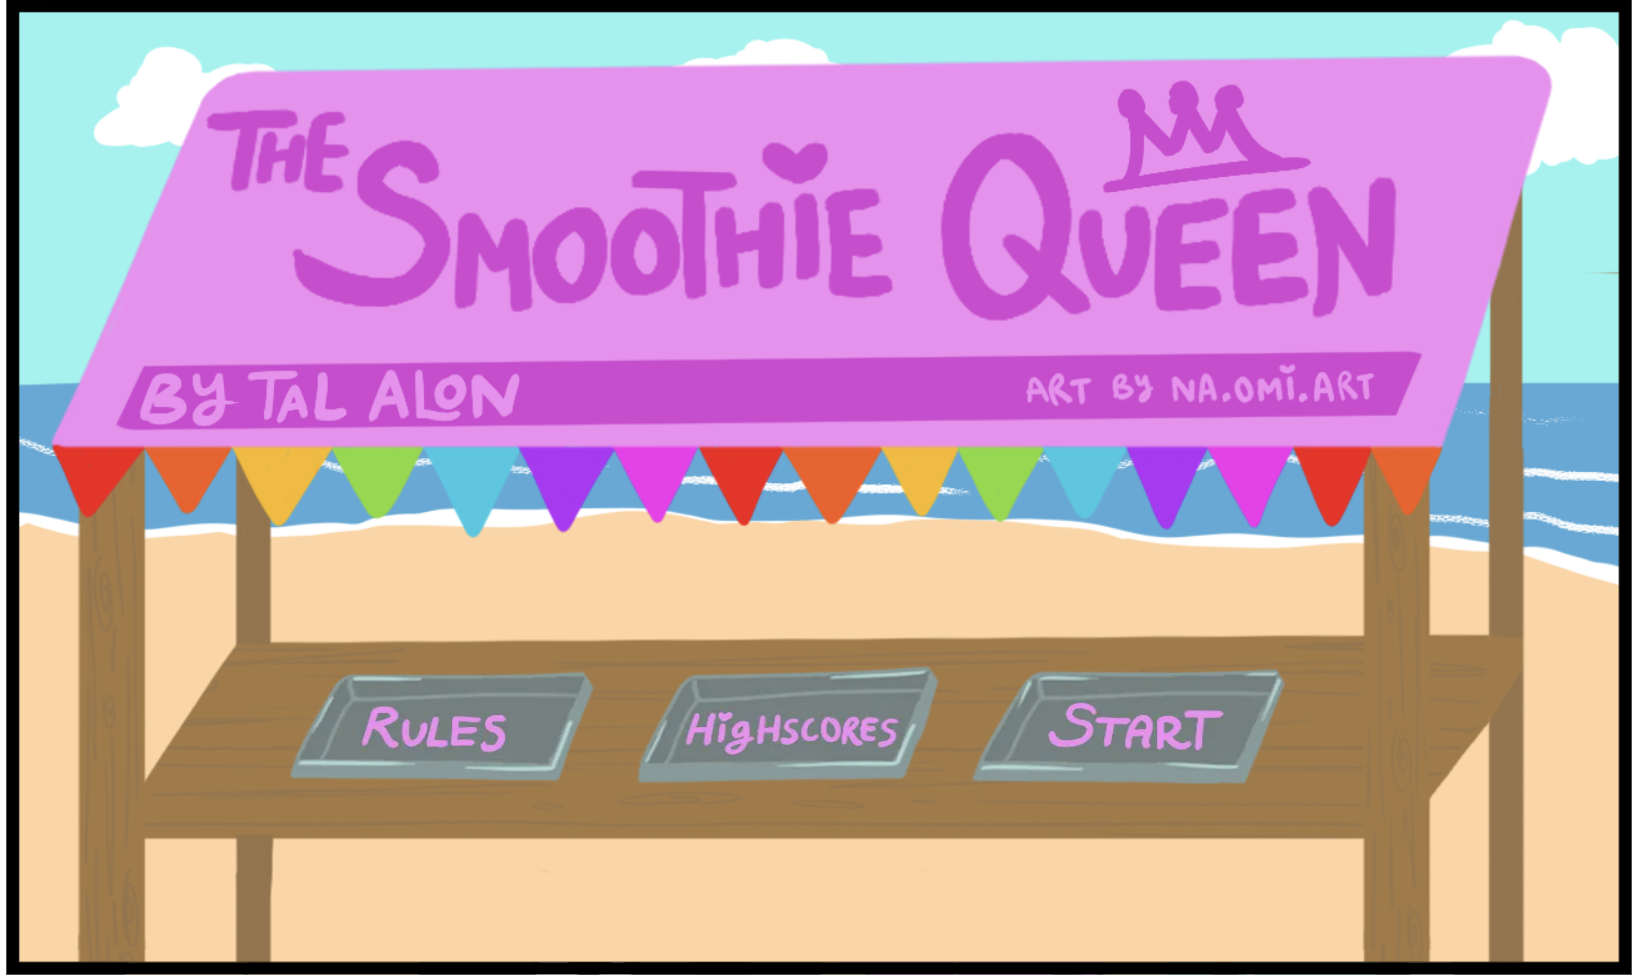 THE
SMOOTHiE QUEEN
BY TAL ALON
ART BY NA.OMi.ART
RULES
HigHSCORES
START